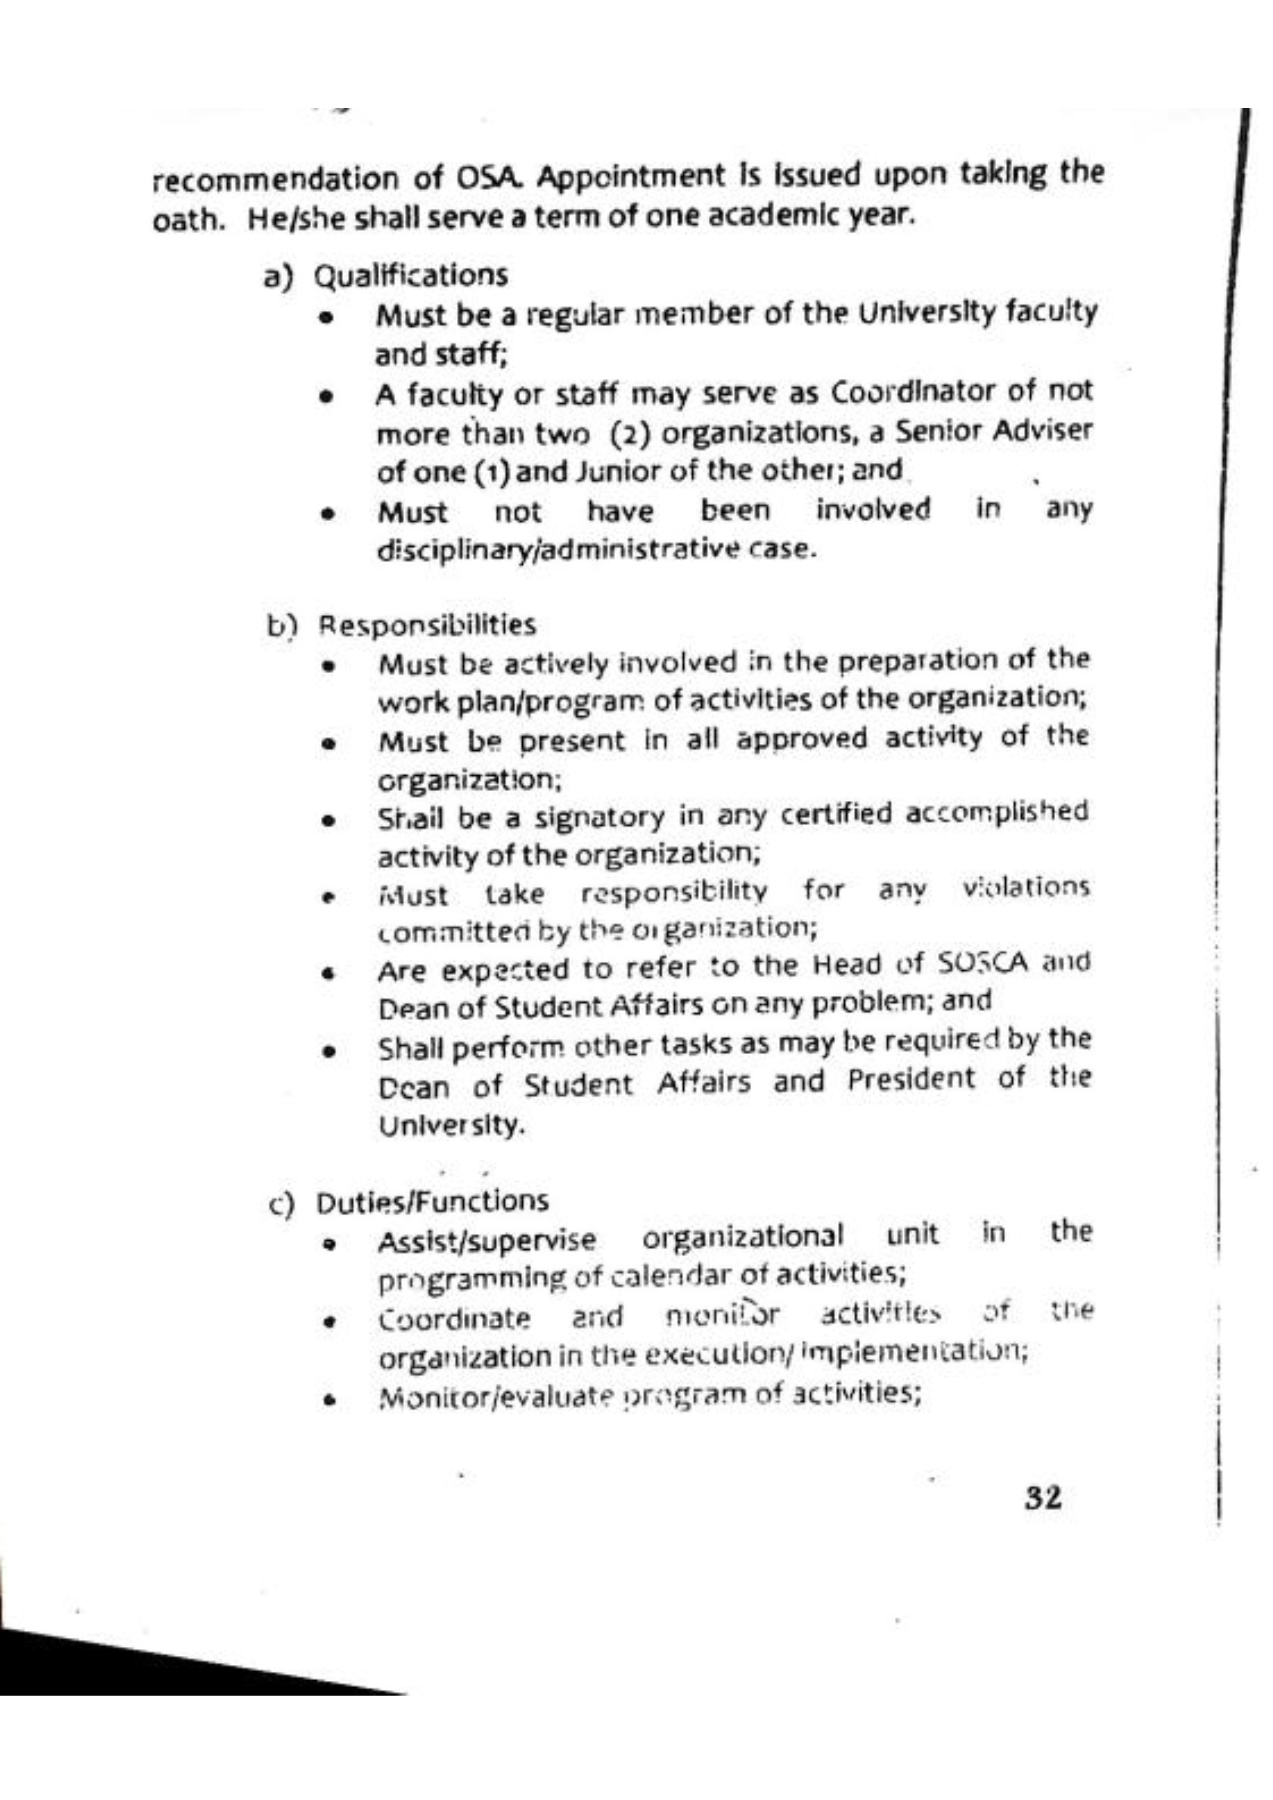 recommendation of OSA. Appointment is issued upon taking the
oath. He/she shall serve a term of one academic year.
a) Qualifications
• Must be a regular member of the University faculty
and staff;
• A faculty or staff may serve as Coordinator of not
more than two (2) organizations, a Senior Adviser
of one (1) and Junior of the other; and
• Must not have been involved in any
disciplinary/administrative case.
b) Responsibilities
• Must be actively involved in the preparation of the
work plan/program of activities of the organization;
• Must be present in all approved activity of the
organization;
• Shall be a signatory in any certified accomplished
activity of the organization;
• Must take responsibility for any violations
committed by the organization;
• Are expected to refer to the Head of SOSCA and
Dean of Student Affairs on any problem; and
• Shall perform other tasks as may be required by the
Dean of Student Affairs and President of the
University.
c) Duties/Functions
• Assist/supervise organizational unit in the
programming of calendar of activities;
• Coordinate and monitor activities of the
organization in the execution/ implementation;
• Monitor/evaluate program of activities;
32